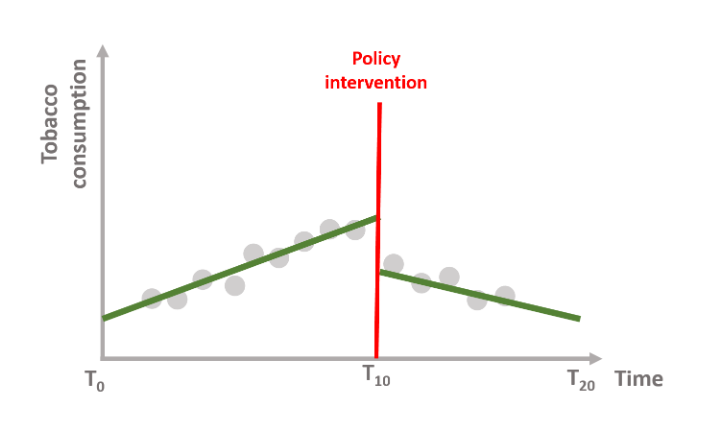 Policy
intervention
Tobacco
consumption
T0
T10
T20
Time